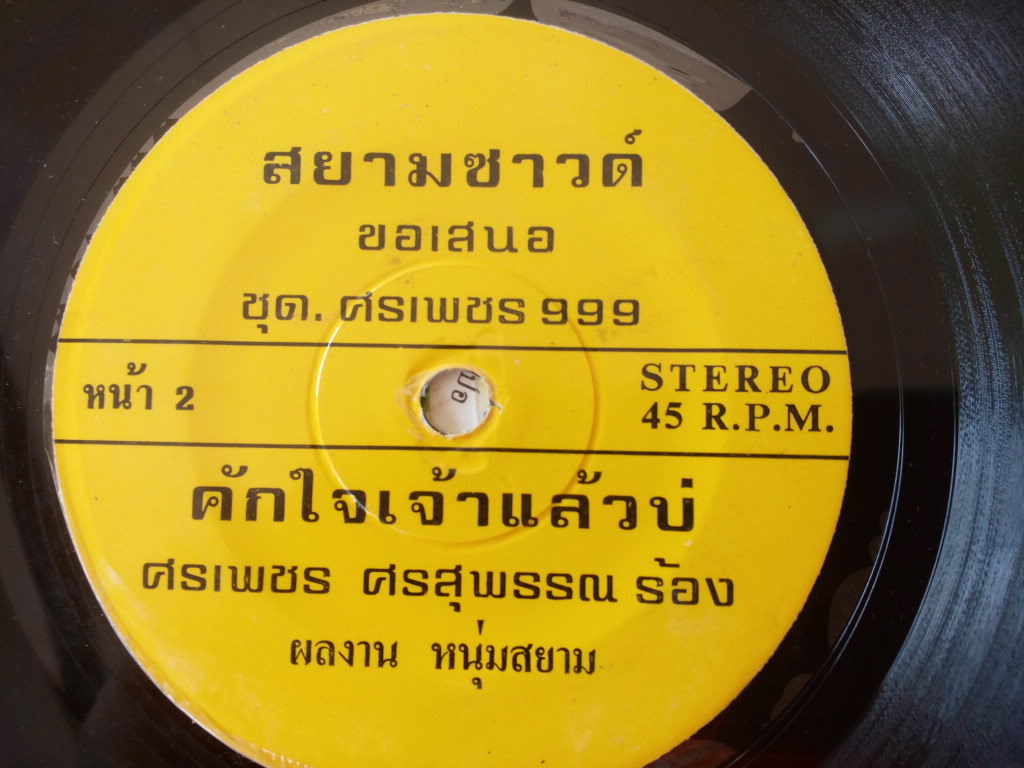 สยามซาวด์
ขอเสนอ
ชุด. ศรเพชร 999
หน้า 2
STEREO
45 R.P.M.
คักใจเจ้าแล้วบ่
ศรเพชร ศรสุพรรณ ร้อง
ผลงาน หนุ่มสยาม